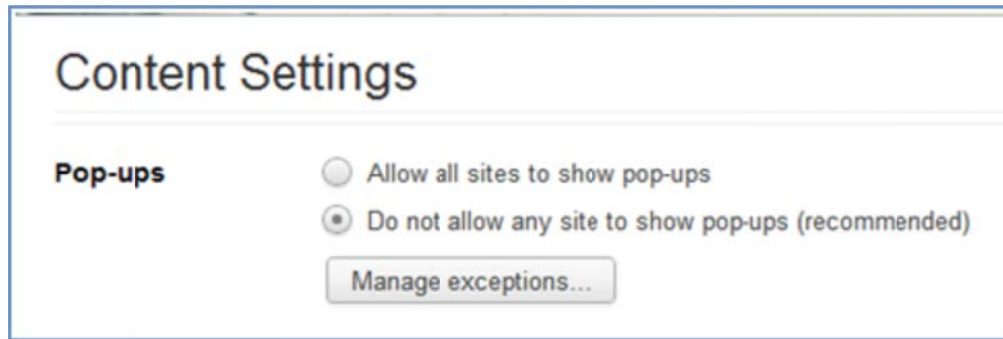 Content Settings
Pop-ups
Allow all sites to show pop-ups
Do not allow any site to show pop-ups (recommended)
Manage exceptions...